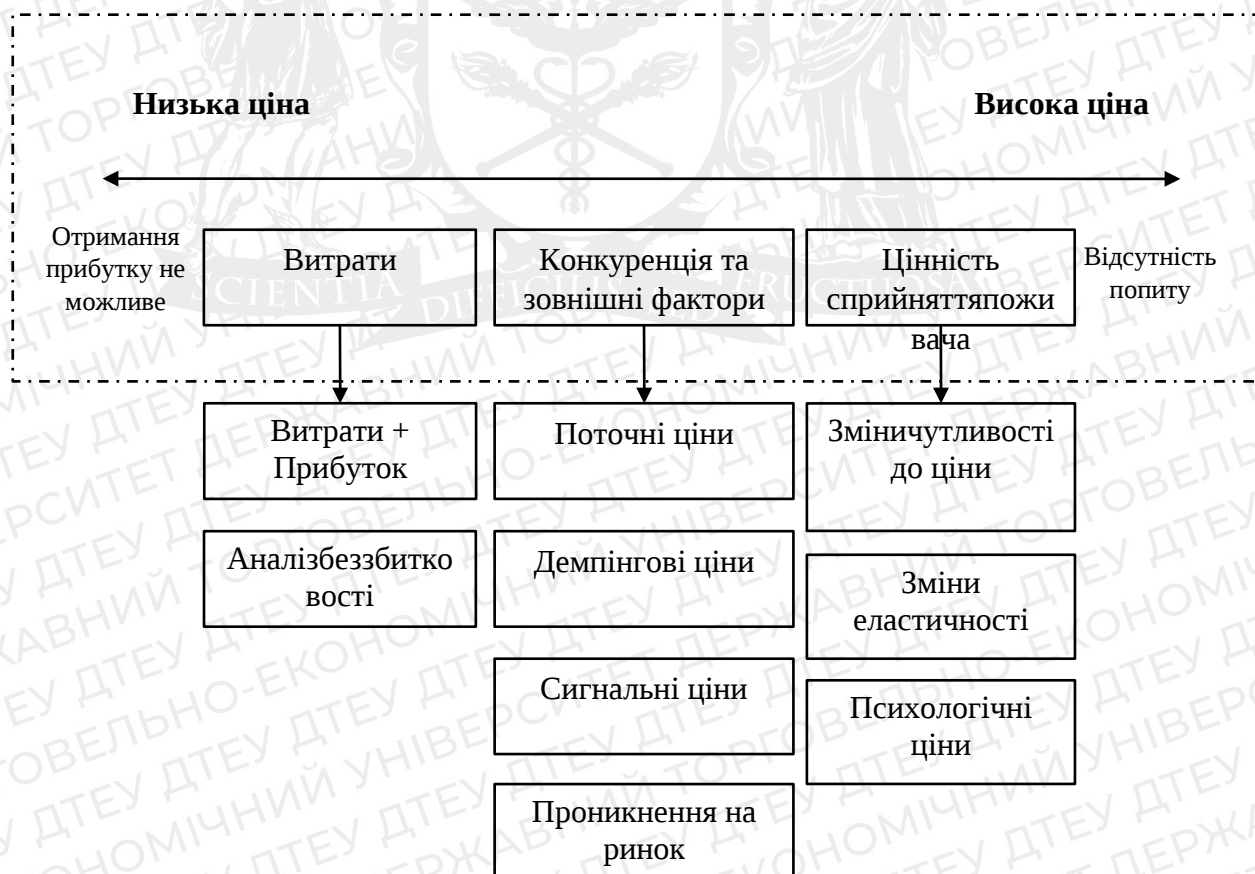 Низька ціна
Висока ціна
Отримання
прибутку не
можливе
Витрати
Конкуренція та
зовнішні фактори
Цінність
сприйняттяпожи
вача
Відсутність
попиту
Витрати +
Прибуток
Поточні ціни
Зміничутливості
до ціни
Аналізбеззбитко
вості
Демпінгові ціни
Зміни
еластичності
Сигнальні ціни
Психологічні
ціни
Проникнення на
ринок